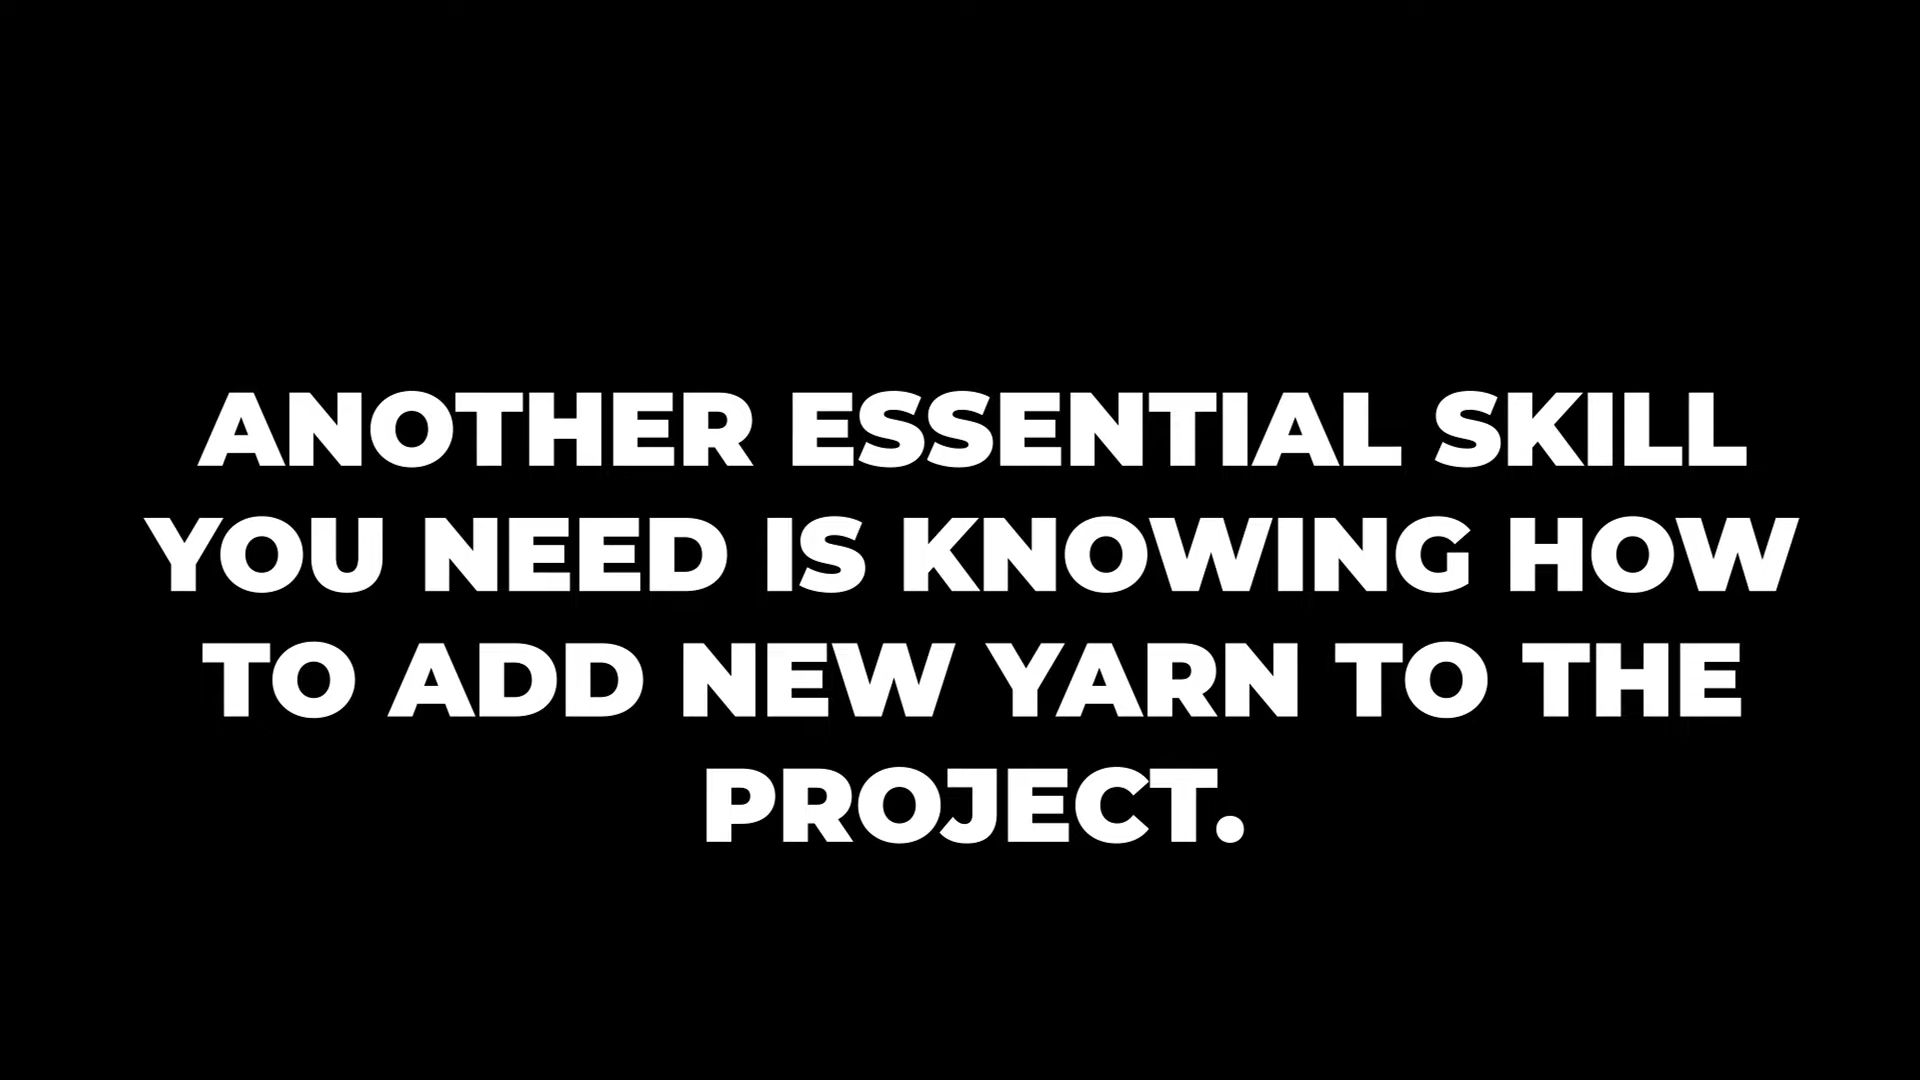 ANOTHER ESSENTIAL SKILL
YOU NEED IS KNOWING HOW
TO ADD NEW YARN TO THE
PROJECT.